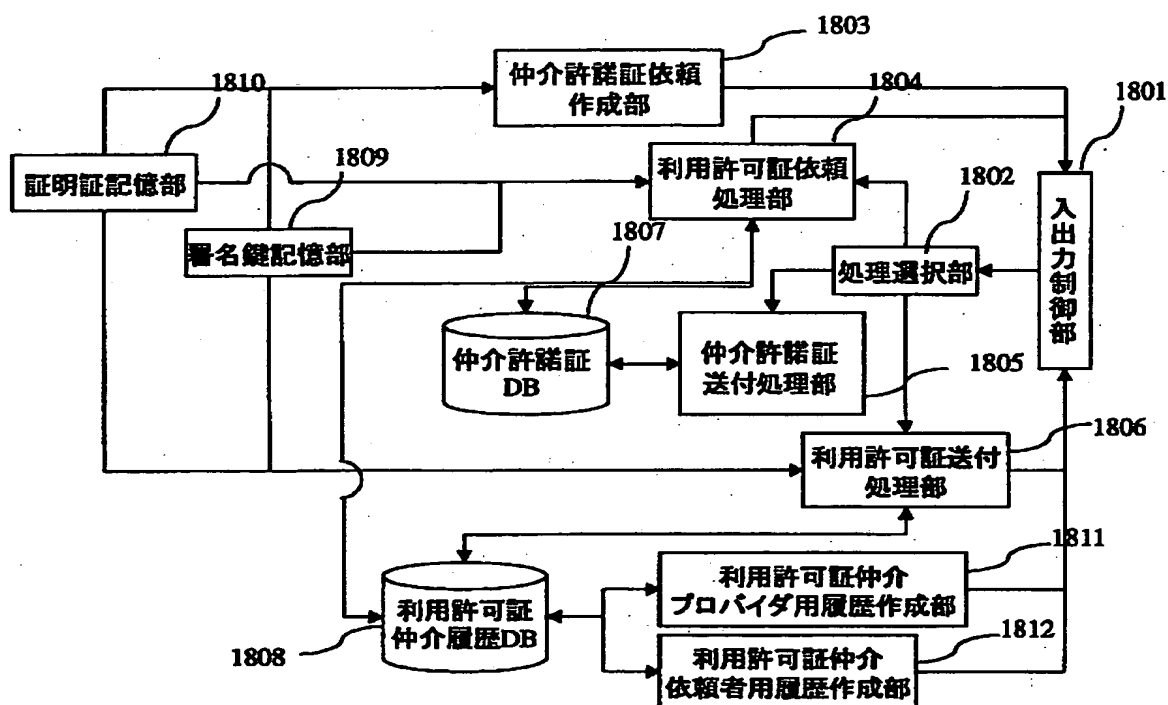 1803
仲介許諾証依頼
作成部
1804
1810
1801
証明証記憶部
1809
利用許可証依頼
処理部
1802
署名鍵記憶部
1807
処理選択部
入出力制御部
仲介許諾証
DB
仲介許諾証
送付処理部
1805
1806
利用許可証送付
処理部
1811
利用許可証仲介
プロバイダ用履歴作成部
利用許可証
仲介履歴DB
1808
1812
利用許可証仲介
依頼者用履歴作成部